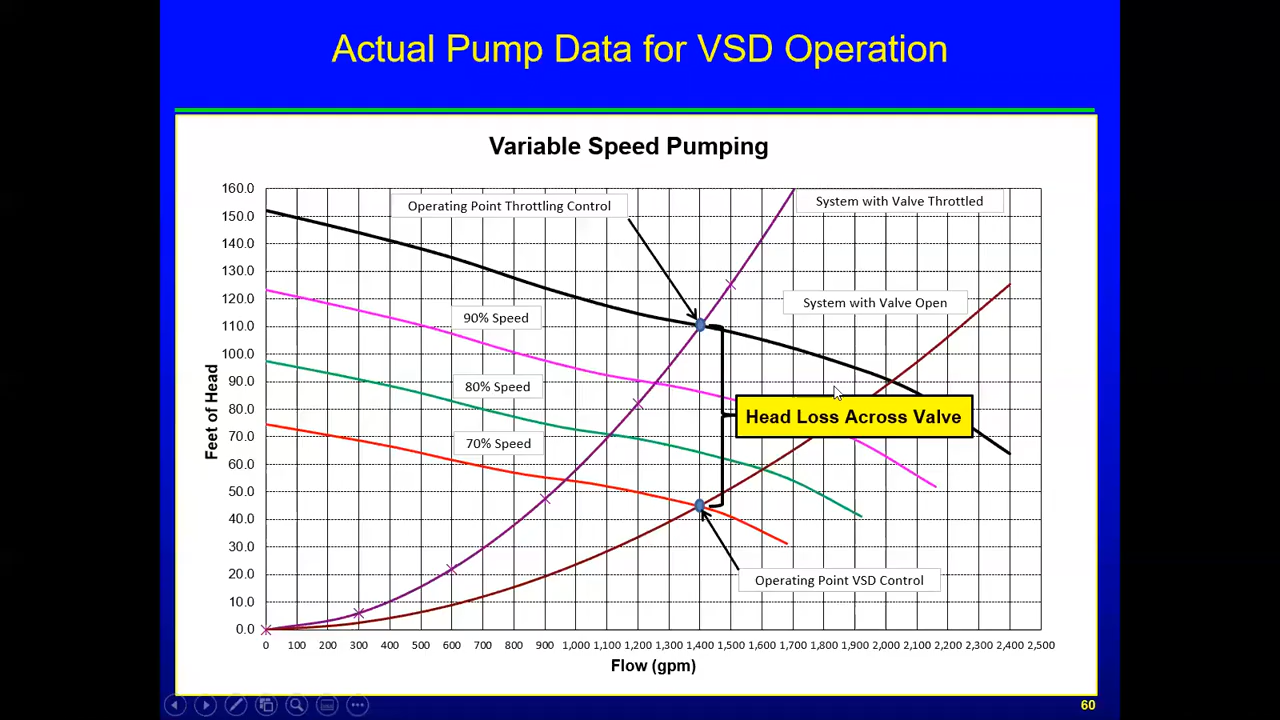 Actual Pump Data for VSD Operation
Variable Speed Pumping
160.0
150.0
140.0
130.0
120.0
110.0
100.0
90.0
80.0
70.0
60.0
50.0
40.0
30.0
20.0
10.0
0.0
Feet of Head
Operating Point Throttling Control
System with Valve Throttled
System with Valve Open
90% Speed
80% Speed
70% Speed
Head Loss Across Valve
Operating Point VSD Control
0 100 200 300 400 500 600 700 800 900 1,000 1,100 1,200 1,300 1,400 1,500 1,600 1,700 1,800 1,900 2,000 2,100 2,200 2,300 2,400 2,500
Flow (gpm)
60